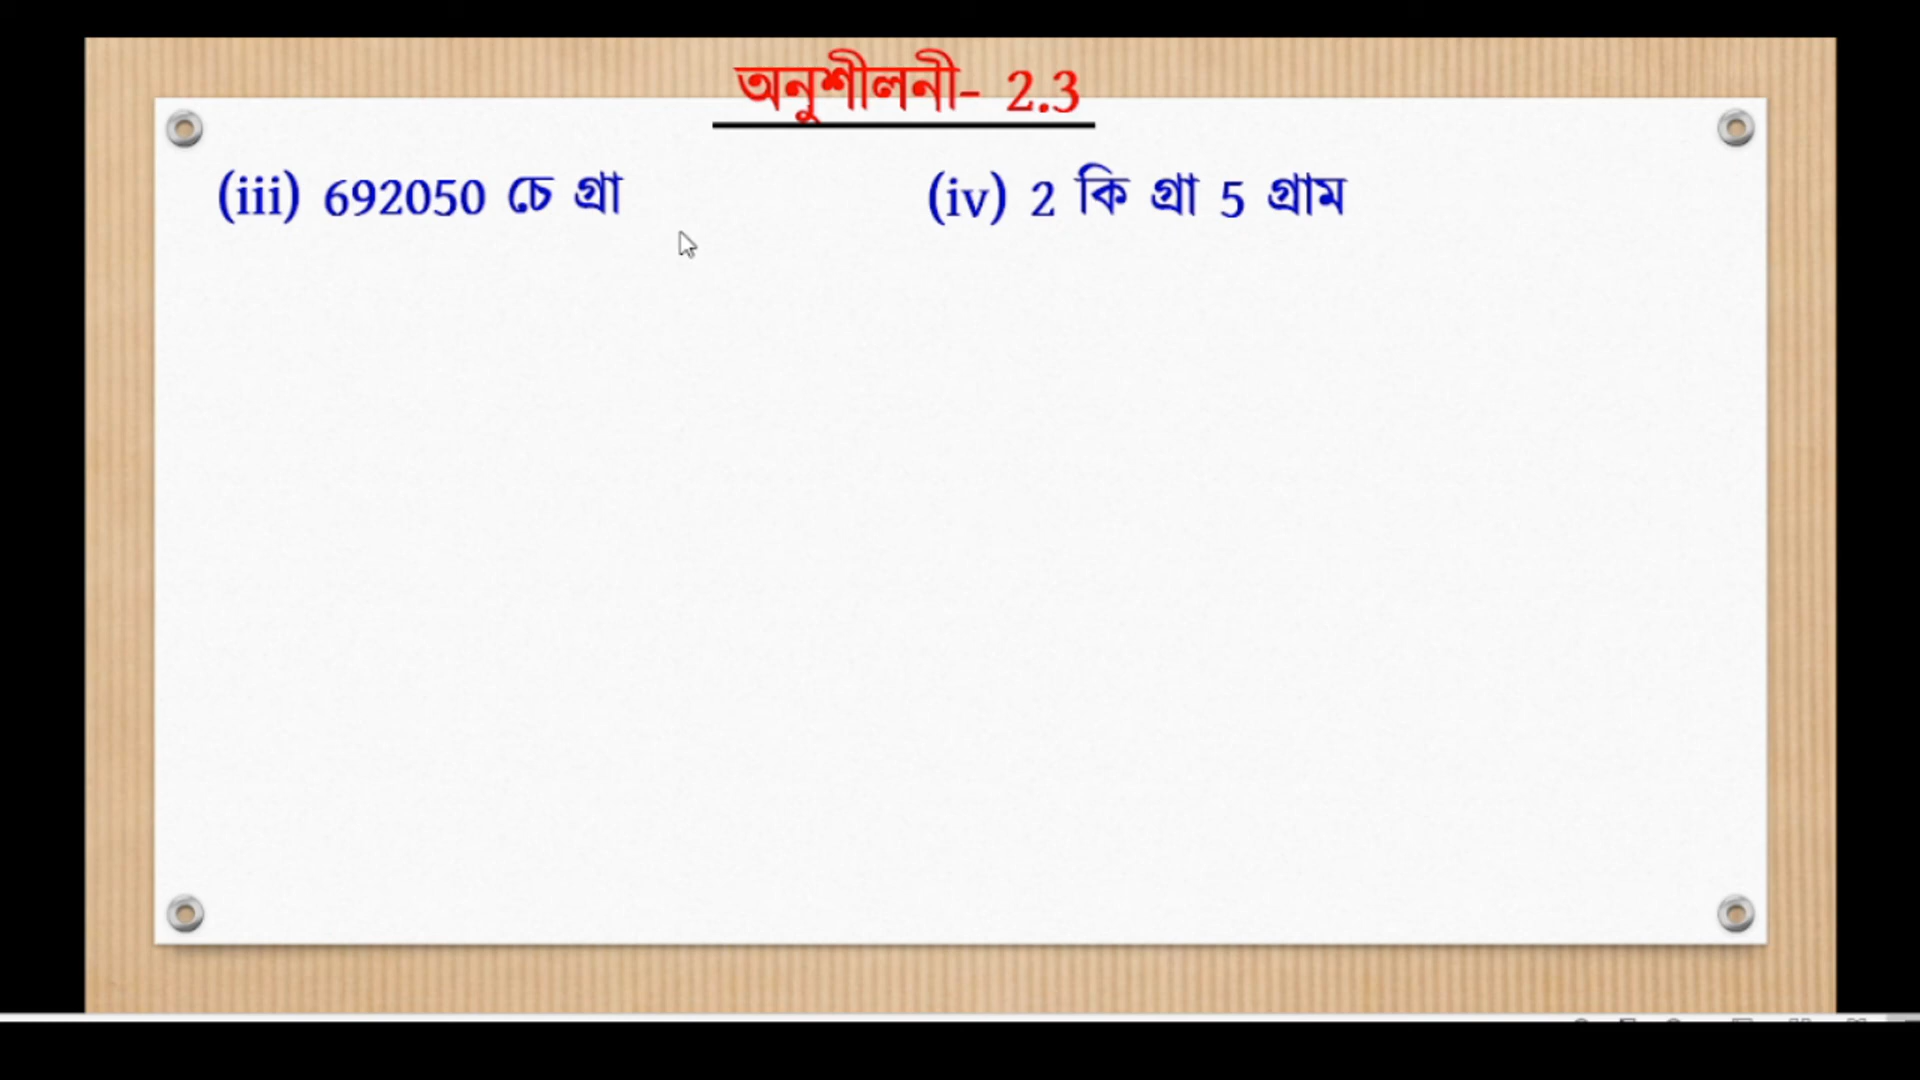 অনুশীলনী- 2.3
(iii) 692050 চে গ্রা (iv) 2 কি গ্রা 5 গ্রাম